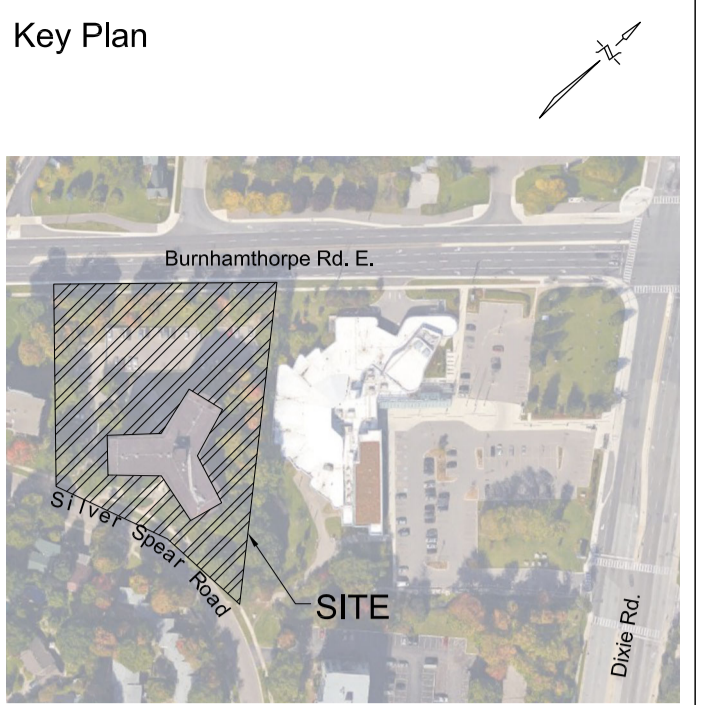 Key Plan
N
Burnhamthorpe Rd. E.
Silver Spear Road
SITE
Dixie Rd.